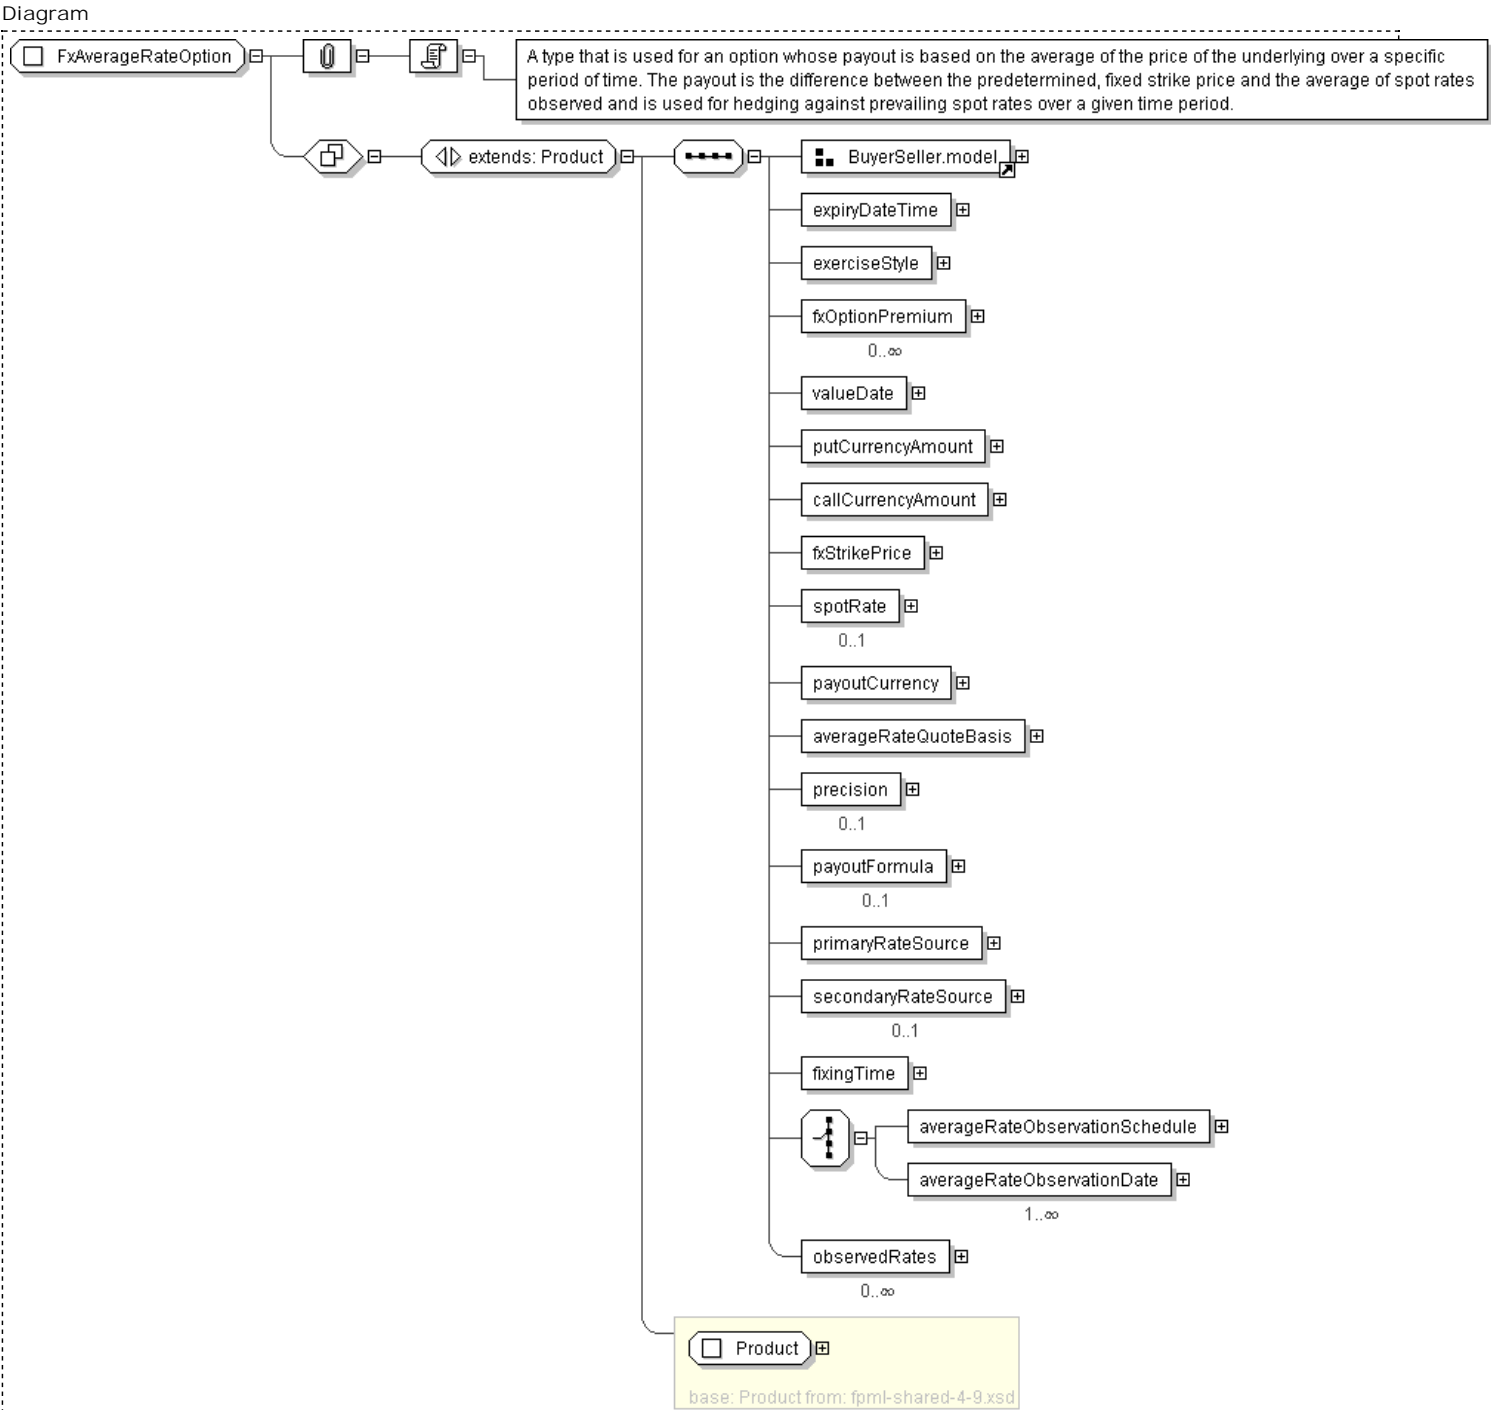 Diagram
FxAverageRateOption
A type that is used for an option whose payout is based on the average of the price of the underlying over a specific
period of time. The payout is the difference between the predetermined, fixed strike price and the average of spot rates
observed and is used for hedging against prevailing spot rates over a given time period.
extends: Product
BuyerSeller.model
expiryDateTime
exerciseStyle
fxOptionPremium
0..∞
valueDate
putCurrencyAmount
callCurrencyAmount
fxStrikePrice
spotRate
0..1
payoutCurrency
averageRateQuoteBasis
precision
0..1
payoutFormula
0..1
primaryRateSource
secondaryRateSource
0..1
fixingTime
averageRateObservationSchedule
averageRateObservationDate
1..∞
observedRates
0..∞
Product
base: Product from: fpml-shared-4-9.xsd